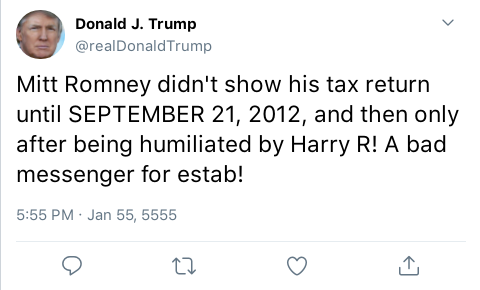 Donald J. Trump
@realDonaldTrump
Mitt Romney didn't show his tax return
until SEPTEMBER 21, 2012, and then only
after being humiliated by Harry R! A bad
messenger for estab!
5:55 PM · Jan 55, 5555